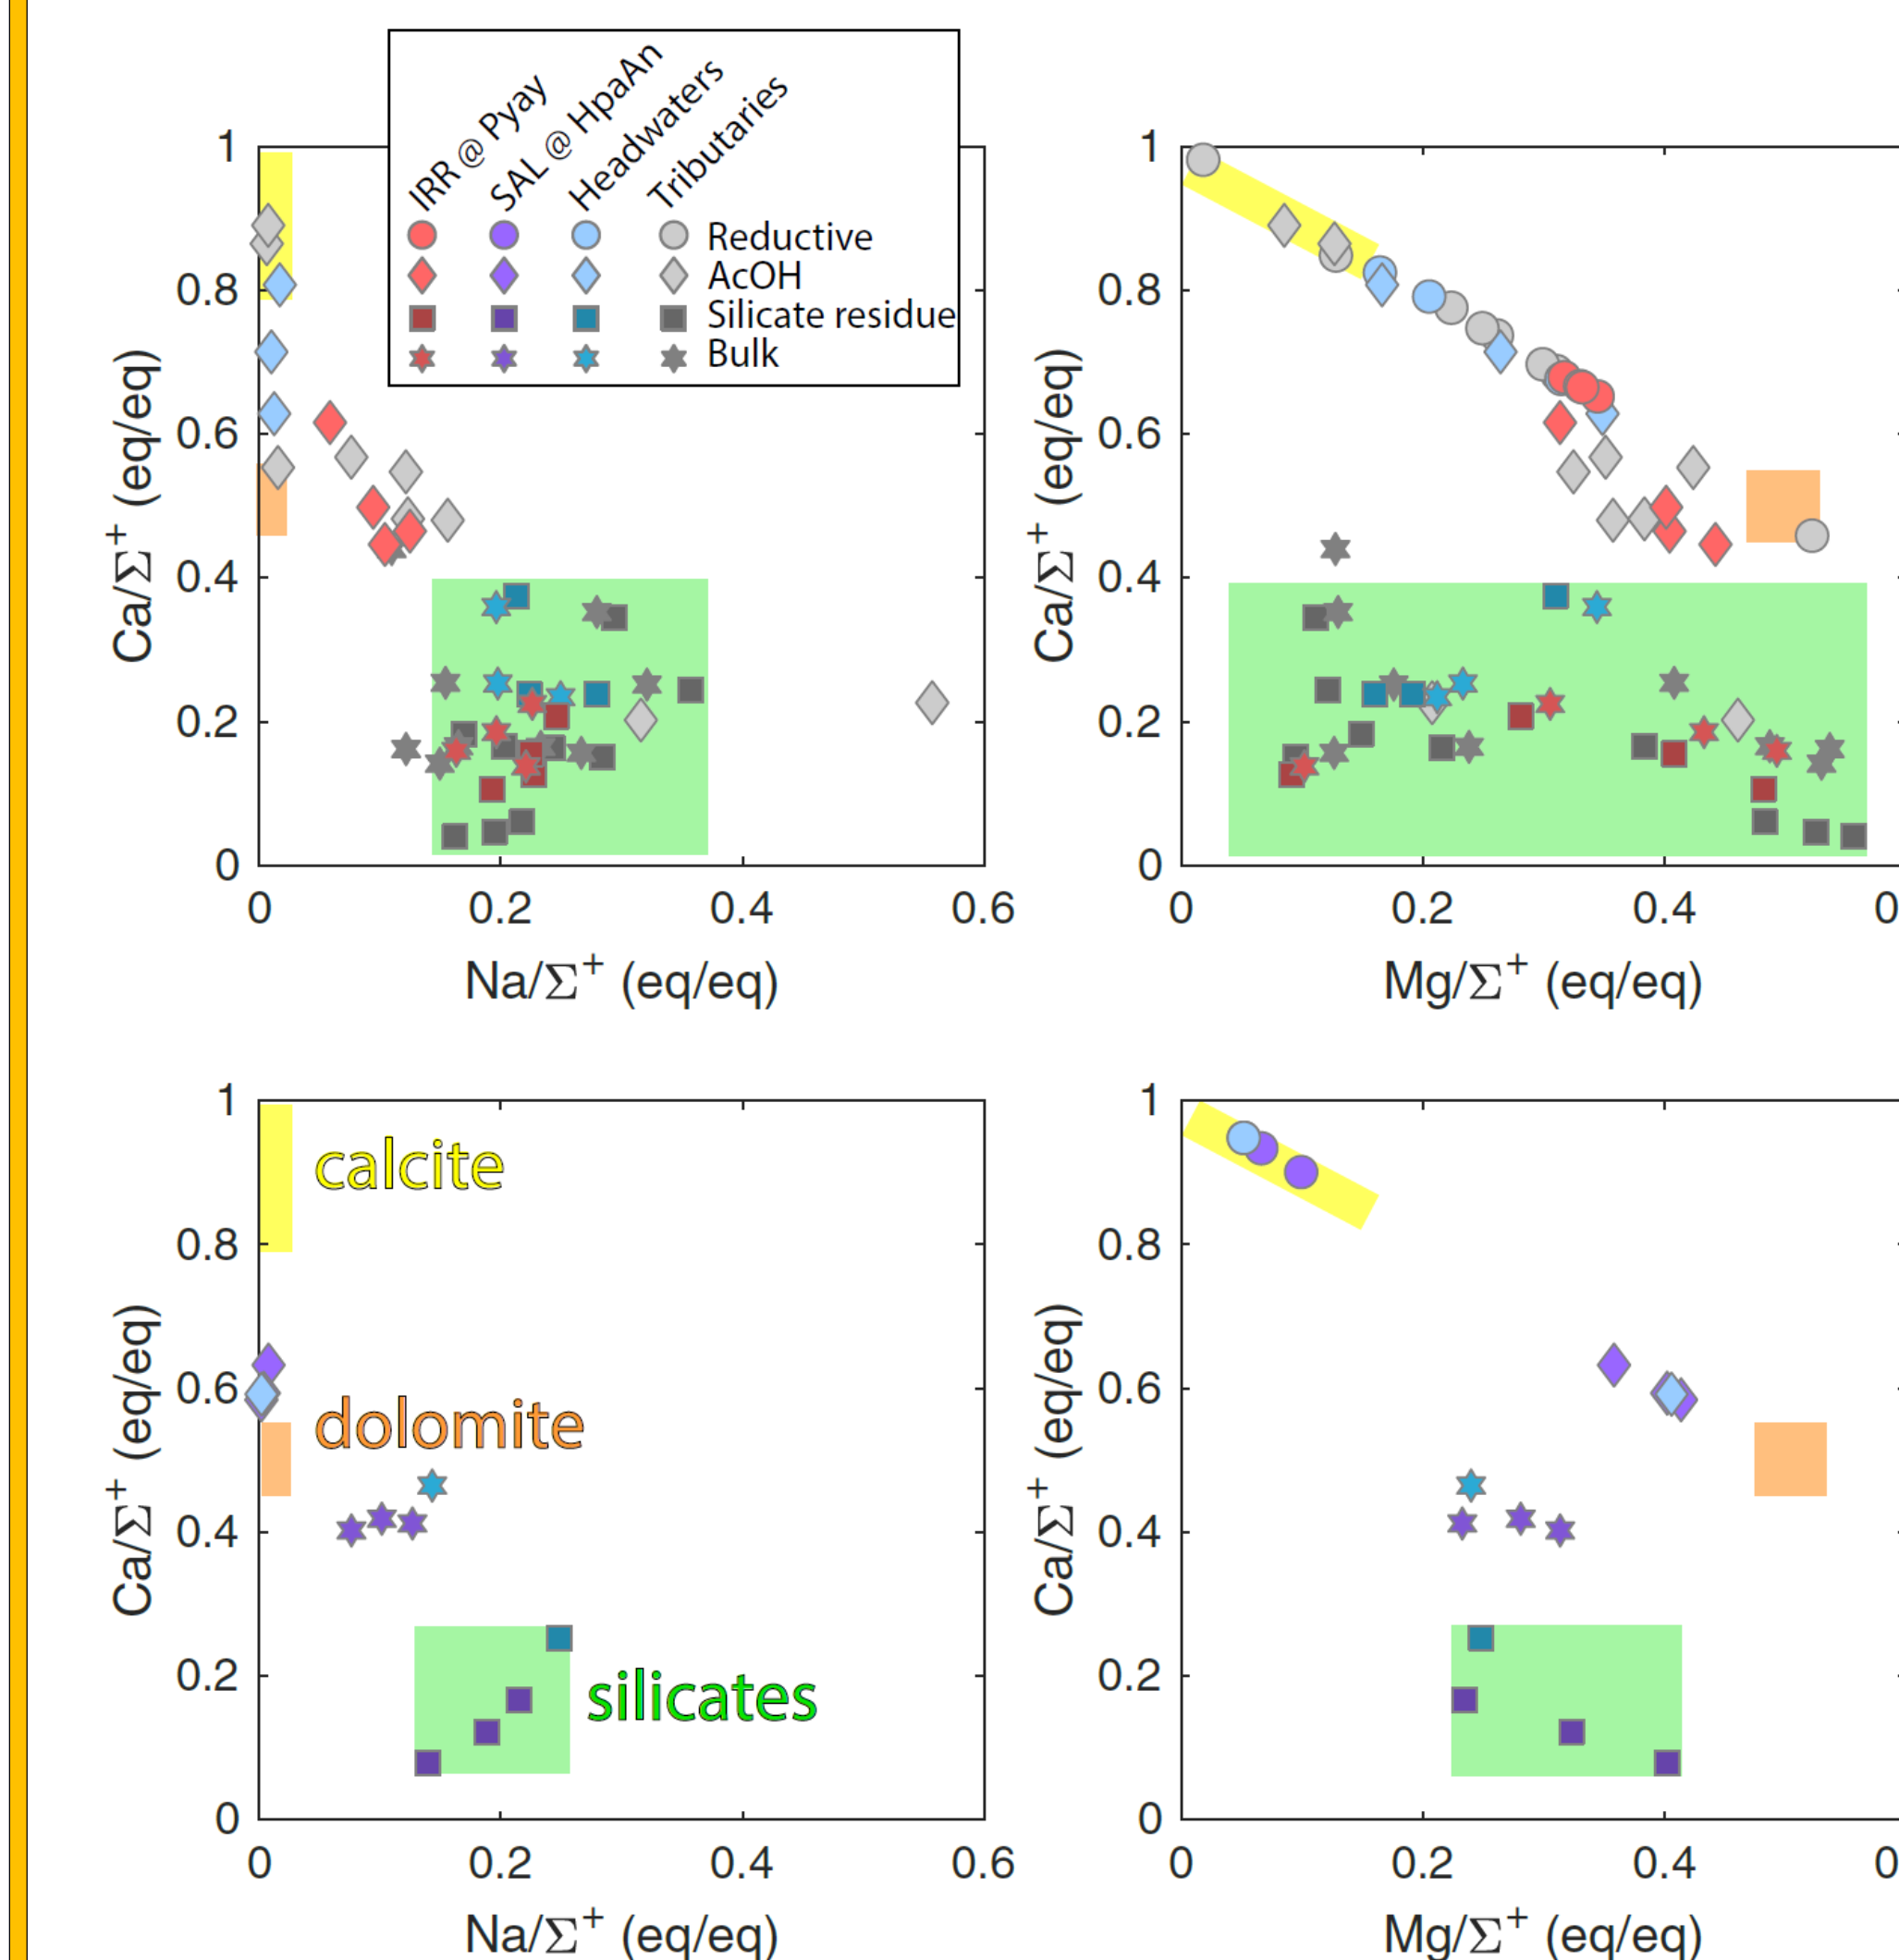 IRR @ Pyay
SAL @ HpaAn
Headwaters
Tributaries
Reductive
AcOH
Silicate residue
Bulk
1
0.8
0.6
0.4
0.2
0
Ca/Σ⁺ (eq/eq)
0 0.2 0.4 0.6
Na/Σ⁺ (eq/eq)
1
0.8
0.6
0.4
0.2
0
Ca/Σ⁺ (eq/eq)
0 0.2 0.4 0
Mg/Σ⁺ (eq/eq)
1
0.8
0.6
0.4
0.2
0
Ca/Σ⁺ (eq/eq)
calcite
dolomite
silicates
0 0.2 0.4 0.6
Na/Σ⁺ (eq/eq)
1
0.8
0.6
0.4
0.2
0
Ca/Σ⁺ (eq/eq)
0 0.2 0.4 0
Mg/Σ⁺ (eq/eq)